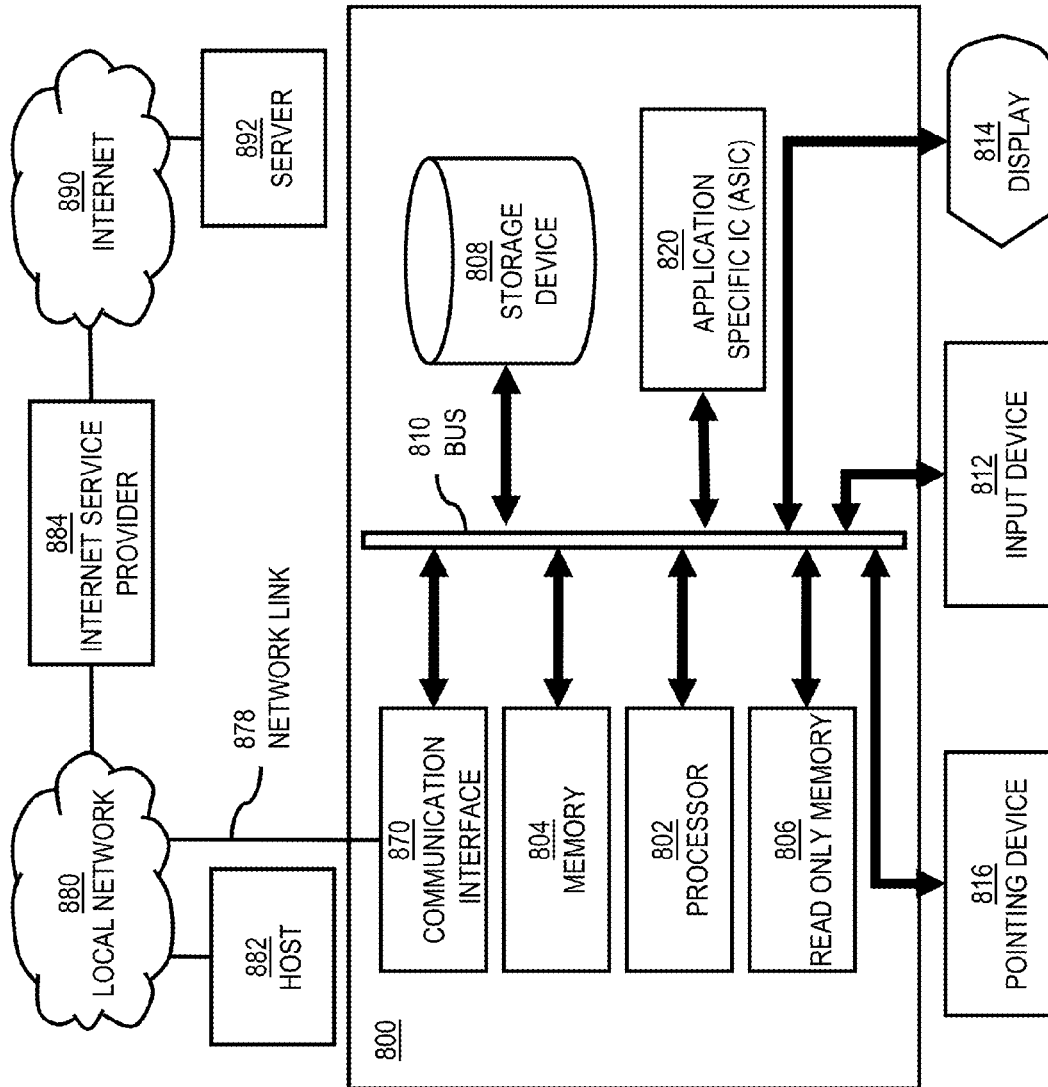 880
LOCAL NETWORK
884
INTERNET SERVICE
PROVIDER
890
INTERNET
882
HOST
878
NETWORK LINK
892
SERVER
800
870
COMMUNICATION
INTERFACE
804
MEMORY
802
PROCESSOR
806
READ ONLY MEMORY
810
BUS
808
STORAGE
DEVICE
820
APPLICATION
SPECIFIC IC (ASIC)
816
POINTING DEVICE
812
INPUT DEVICE
814
DISPLAY